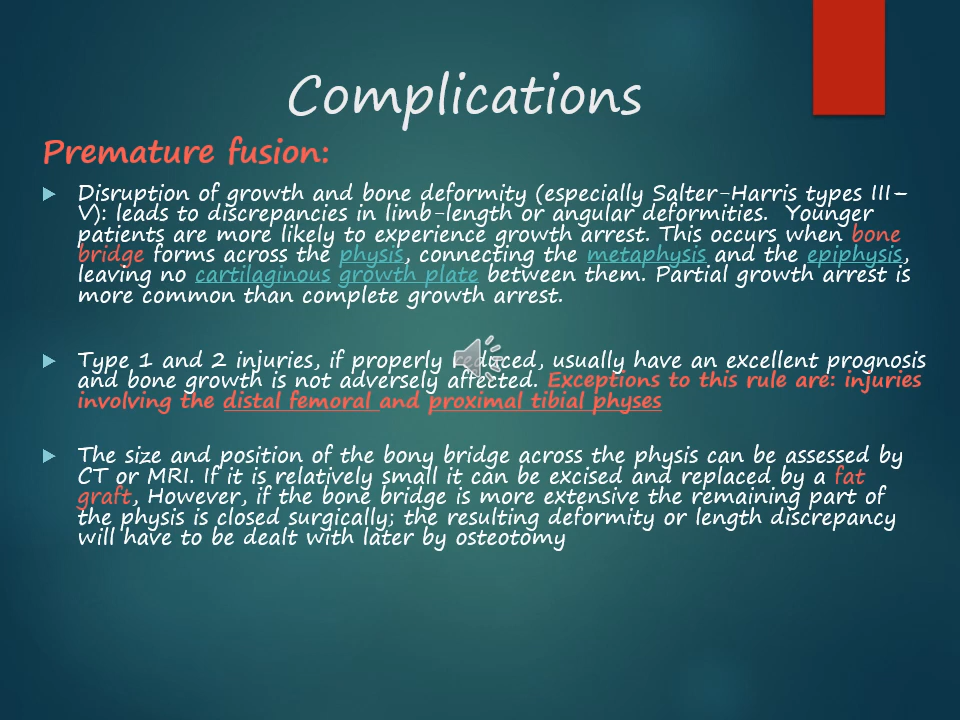 Complications
Premature fusion:
Disruption of growth and bone deformity (especially Salter-Harris types III–
V): leads to discrepancies in limb-length or angular deformities. Younger
patients are more likely to experience growth arrest. This occurs when bone
bridge forms across the physis, connecting the metaphysis and the epiphysis,
leaving no cartilaginous growth plate between them. Partial growth arrest is
more common than complete growth arrest.
Type 1 and 2 injuries, if properly reduced, usually have an excellent prognosis
and bone growth is not adversely affected. Exceptions to this rule are: injuries
involving the distal femoral and proximal tibial physes
The size and position of the bony bridge across the physis can be assessed by
CT or MRI. If it is relatively small it can be excised and replaced by a fat
graft, However, if the bone bridge is more extensive the remaining part of
the physis is closed surgically; the resulting deformity or length discrepancy
will have to be dealt with later by osteotomy